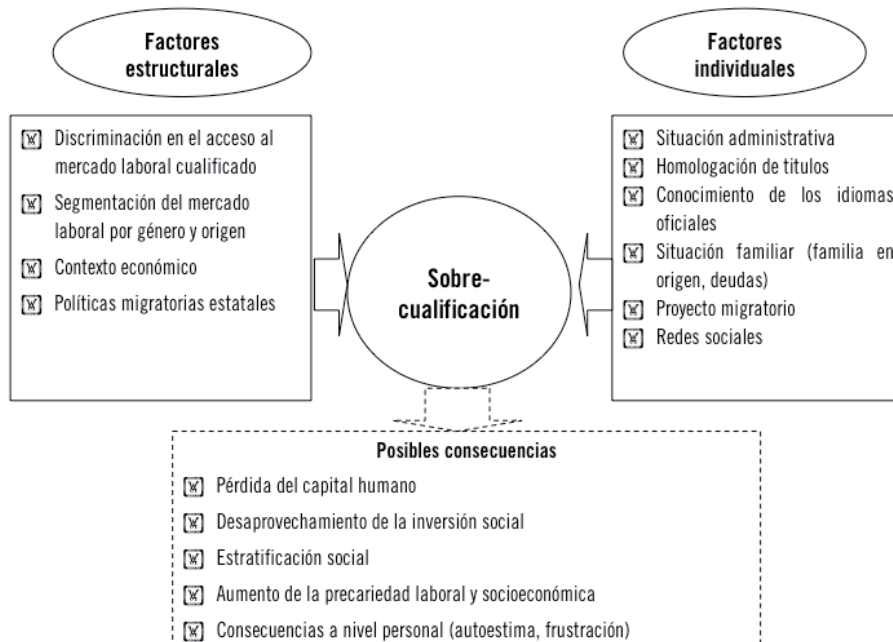 Factores
estructurales
Discriminación en el acceso al
mercado laboral cualificado
Segmentación del mercado
laboral por género y origen
Contexto económico
Políticas migratorias estatales
Factores
individuales
Situación administrativa
Homologación de titulos
Conocimiento de los idiomas
oficiales
Situación familiar (familia en
origen, deudas)
Proyecto migratorio
Redes sociales
Sobre-
cualificación
Posibles consecuencias
Pérdida del capital humano
Desaprovechamiento de la inversión social
Estratificación social
Aumento de la precariedad laboral y socioeconómica
Consecuencias a nivel personal (autoestima, frustración)